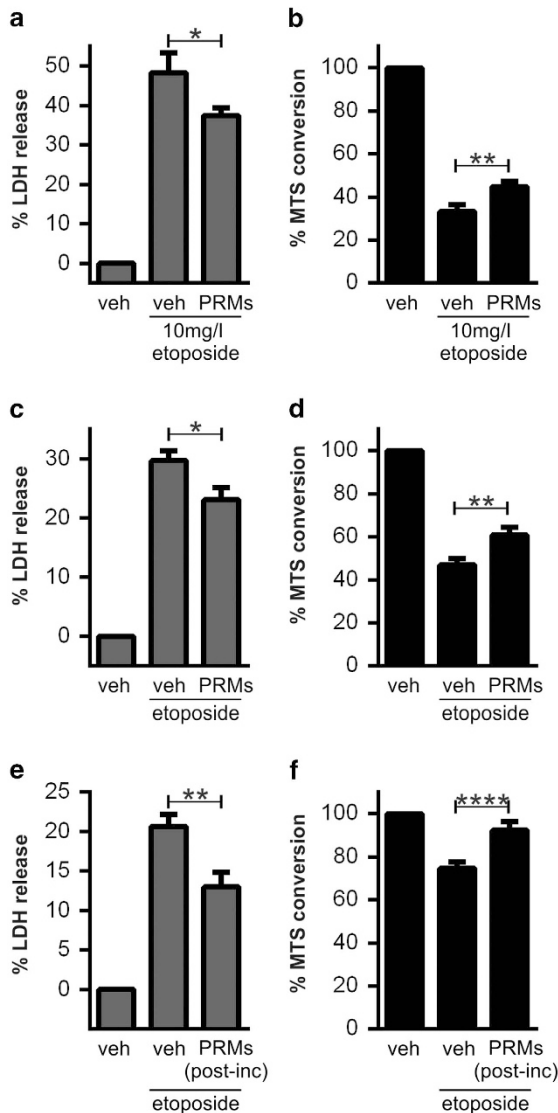 a
% LDH release
50
40
30
20
10
0
*
veh
veh PRMs
10mg/l
etoposide
b
% MTS conversion
100
80
60
40
20
0
**
veh
veh PRMs
10mg/l
etoposide
c
% LDH release
30
20
10
0
*
veh
veh PRMs
etoposide
d
% MTS conversion
100
80
60
40
20
0
**
veh
veh PRMs
etoposide
e
% LDH release
25
20
15
10
5
0
**
veh
veh PRMs
(post-inc)
etoposide
f
% MTS conversion
100
80
60
40
20
0
****
veh
veh PRMs
(post-inc)
etoposide